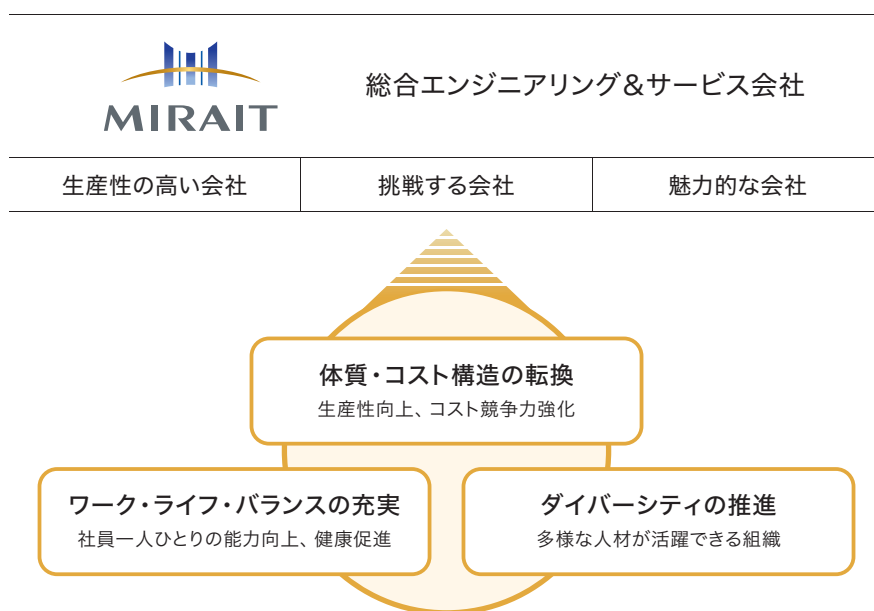 MIRAIT
総合エンジニアリング&サービス会社
生産性の高い会社
挑戦する会社
魅力的な会社
体質・コスト構造の転換
生産性向上、コスト競争力強化
ワーク・ライフ・バランスの充実
社員一人ひとりの能力向上、健康促進
ダイバーシティの推進
多様な人材が活躍できる組織